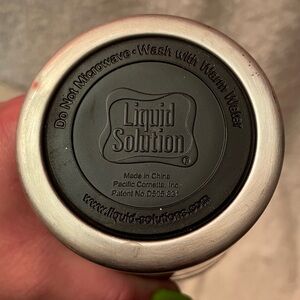 Do Not Microwave • Wash with Warm Water
Liquid
Solution
®
Made in China
Pacific Cornetta, Inc.
Patent No.
www.liquid-solutions.com